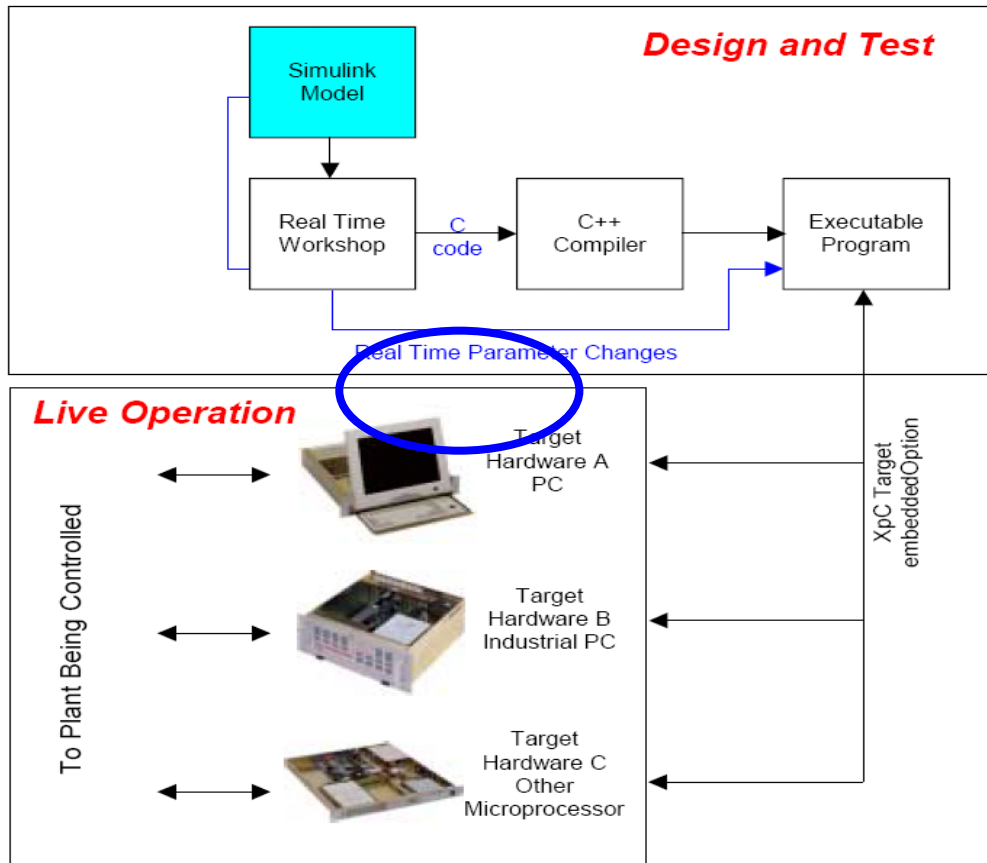 Design and Test
Simulink
Model
Real Time
Workshop
C
code
C++
Compiler
Executable
Program
Real Time Parameter Changes
Live Operation
Target
Hardware A
PC
Target
Hardware B
Industrial PC
Target
Hardware C
Other
Microprocessor
To Plant Being Controlled
XpC Target
embeddedOption